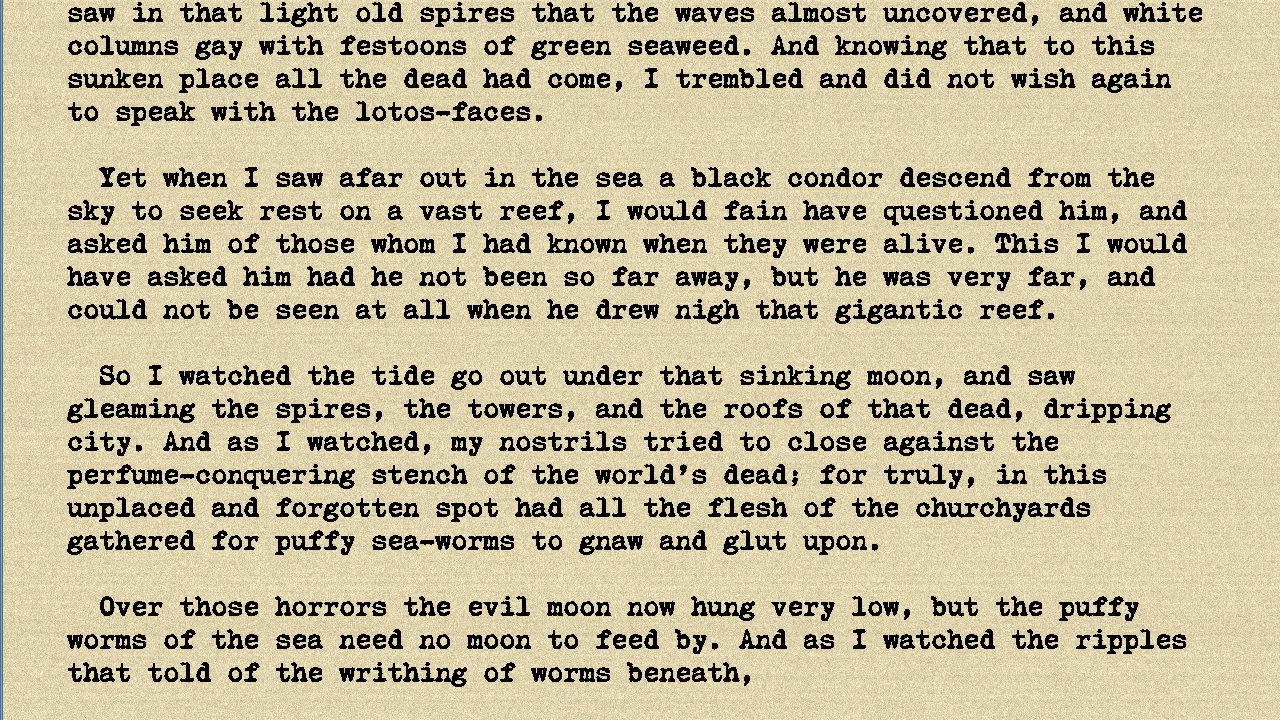 saw in that light old spires that the waves almost uncovered, and white
columns gay with festoons of green seaweed. And knowing that to this
sunken place all the dead had come, I trembled and did not wish again
to speak with the lotos-faces.
Yet when I saw afar out in the sea a black condor descend from the
sky to seek rest on a vast reef, I would fain have questioned him, and
asked him of those whom I had known when they were alive. This I would
have asked him had he not been so far away, but he was very far, and
could not be seen at all when he drew nigh that gigantic reef.
So I watched the tide go out under that sinking moon, and saw
gleaming the spires, the towers, and the roofs of that dead, dripping
city. And as I watched, my nostrils tried to close against the
perfume-conquering stench of the world's dead; for truly, in this
unplaced and forgotten spot had all the flesh of the churchyards
gathered for puffy sea-worms to gnaw and glut upon.
Over those horrors the evil moon now hung very low, but the puffy
worms of the sea need no moon to feed by. And as I watched the ripples
that told of the writhing of worms beneath,